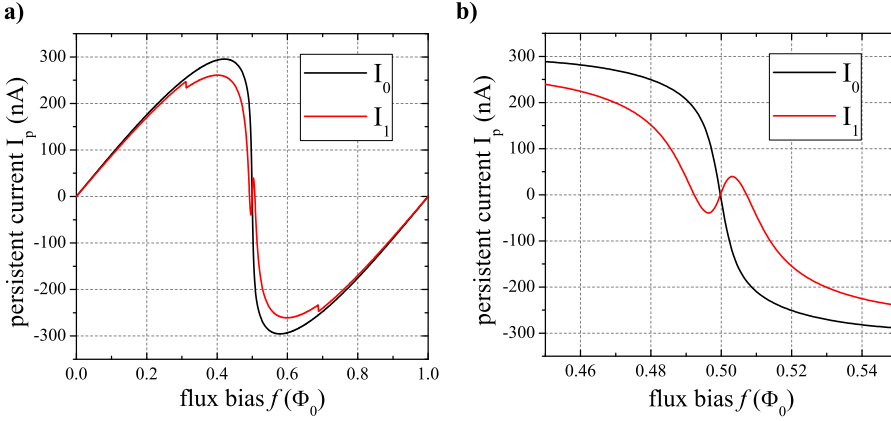 a)
persistent current I_p (nA)
300
200
100
0
-100
-200
-300
I_0
I_1
0.0 0.2 0.4 0.6 0.8 1.0
flux bias f (Φ_0)
b)
persistent current I_p (nA)
300
200
100
0
-100
-200
-300
I_0
I_1
0.46 0.48 0.50 0.52 0.54
flux bias f (Φ_0)